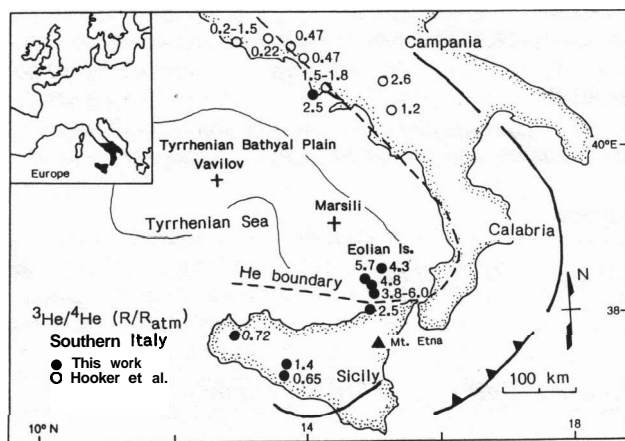 0.2-1.5
0.47
0.22
0.47
Campania
1.5-1.8
2.6
2.5
1.2
40°E
Tyrrhenian Bathyal Plain
Vavilov
Europe
Marsili
Tyrrhenian Sea
Calabria
Eolian Is.
5.7
4.3
4.8
He boundary
3.8-6.0
N
³He/⁴He (R/Ratm)
2.5
38
Southern Italy
0.72
Mt. Etna
This work
Hooker et al.
1.4
Sicily
100 km
0.65
10° N
14
18